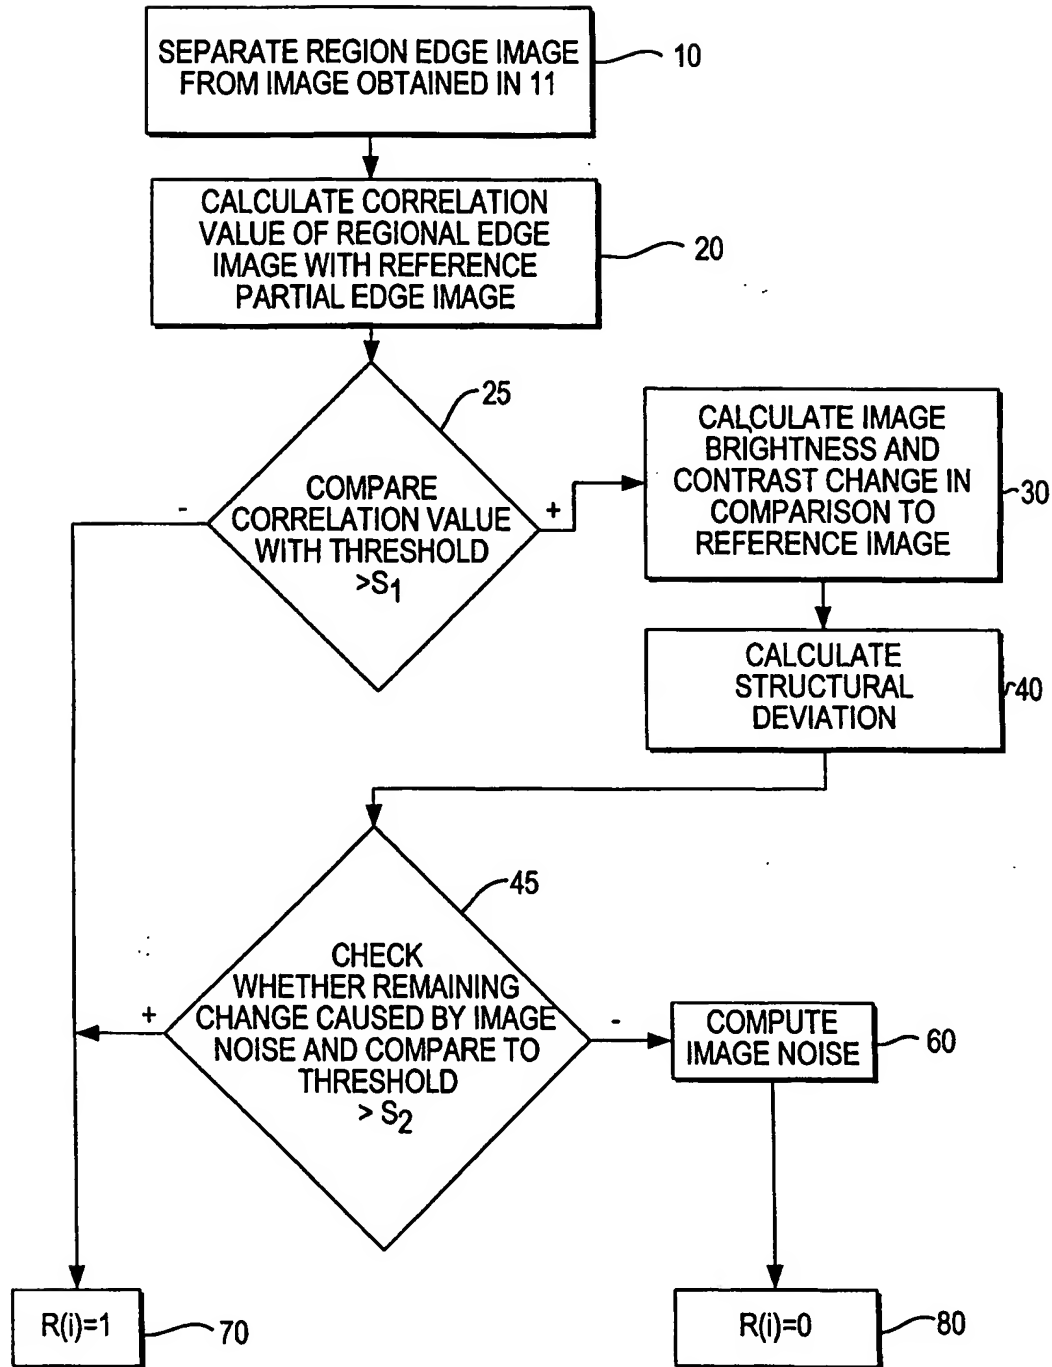 SEPARATE REGION EDGE IMAGE
FROM IMAGE OBTAINED IN 11
10
CALCULATE CORRELATION
VALUE OF REGIONAL EDGE
IMAGE WITH REFERENCE
PARTIAL EDGE IMAGE
20
25
COMPARE
CORRELATION VALUE
WITH THRESHOLD
>S1
-
+
CALCULATE IMAGE
BRIGHTNESS AND
CONTRAST CHANGE IN
COMPARISON TO
REFERENCE IMAGE
30
CALCULATE
STRUCTURAL
DEVIATION
40
45
CHECK
WHETHER REMAINING
CHANGE CAUSED BY IMAGE
NOISE AND COMPARE TO
THRESHOLD
> S2
+
-
COMPUTE
IMAGE NOISE
60
R(i)=1
70
R(i)=0
80